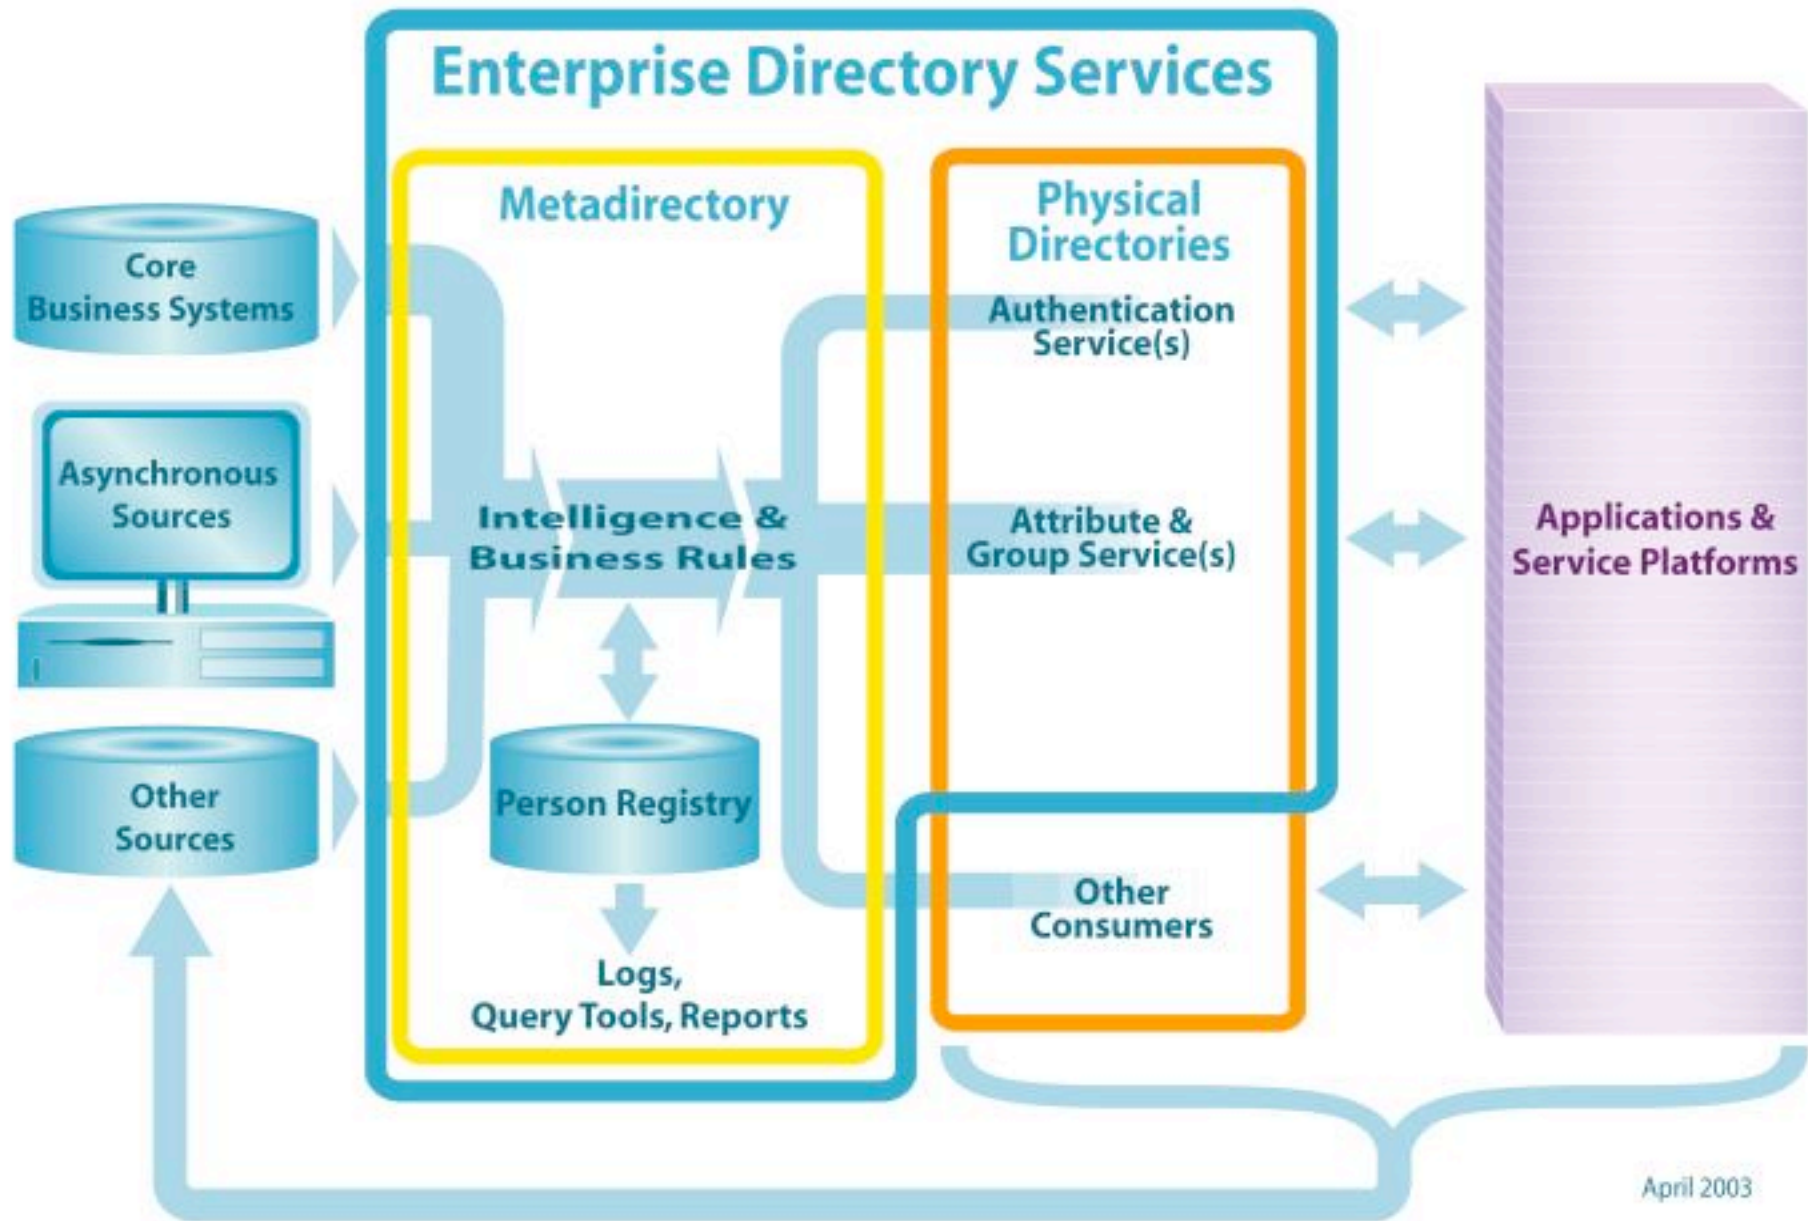 Enterprise Directory Services
Metadirectory
Physical
Directories
Core
Business Systems
Authentication
Service(s)
Asynchronous
Sources
Intelligence &
Business Rules
Attribute &
Group Service(s)
Applications &
Service Platforms
Other
Sources
Person Registry
Other
Consumers
Logs,
Query Tools, Reports
April 2003